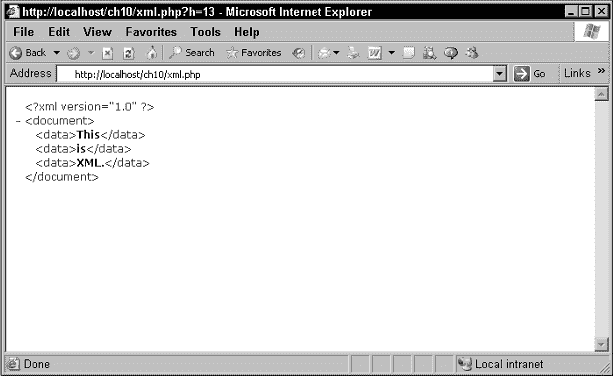 http://localhost/ch10/xml.php?h=13 - Microsoft Internet Explorer
File Edit View Favorites Tools Help
Back Search Favorites
Address http://localhost/ch10/xml.php Go Links »
<?xml version="1.0" ?>
- <document>
<data>This</data>
<data>is</data>
<data>XML.</data>
</document>
Done Local intranet